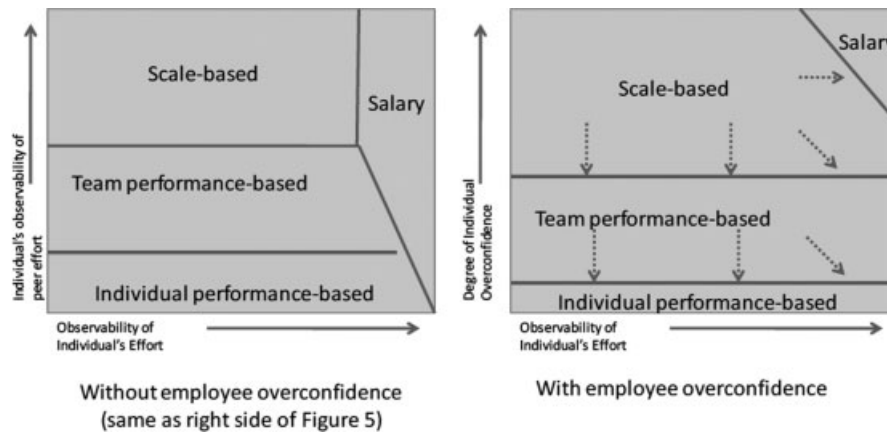 Scale-based
Salary
Team performance-based
Individual performance-based
Individual's observability of
peer effort
Observability of
Individual's Effort
Without employee overconfidence
(same as right side of Figure 5)
Salary
Scale-based
Team performance-based
Individual performance-based
Degree of Individual
Overconfidence
Observability of
Individual's Effort
With employee overconfidence